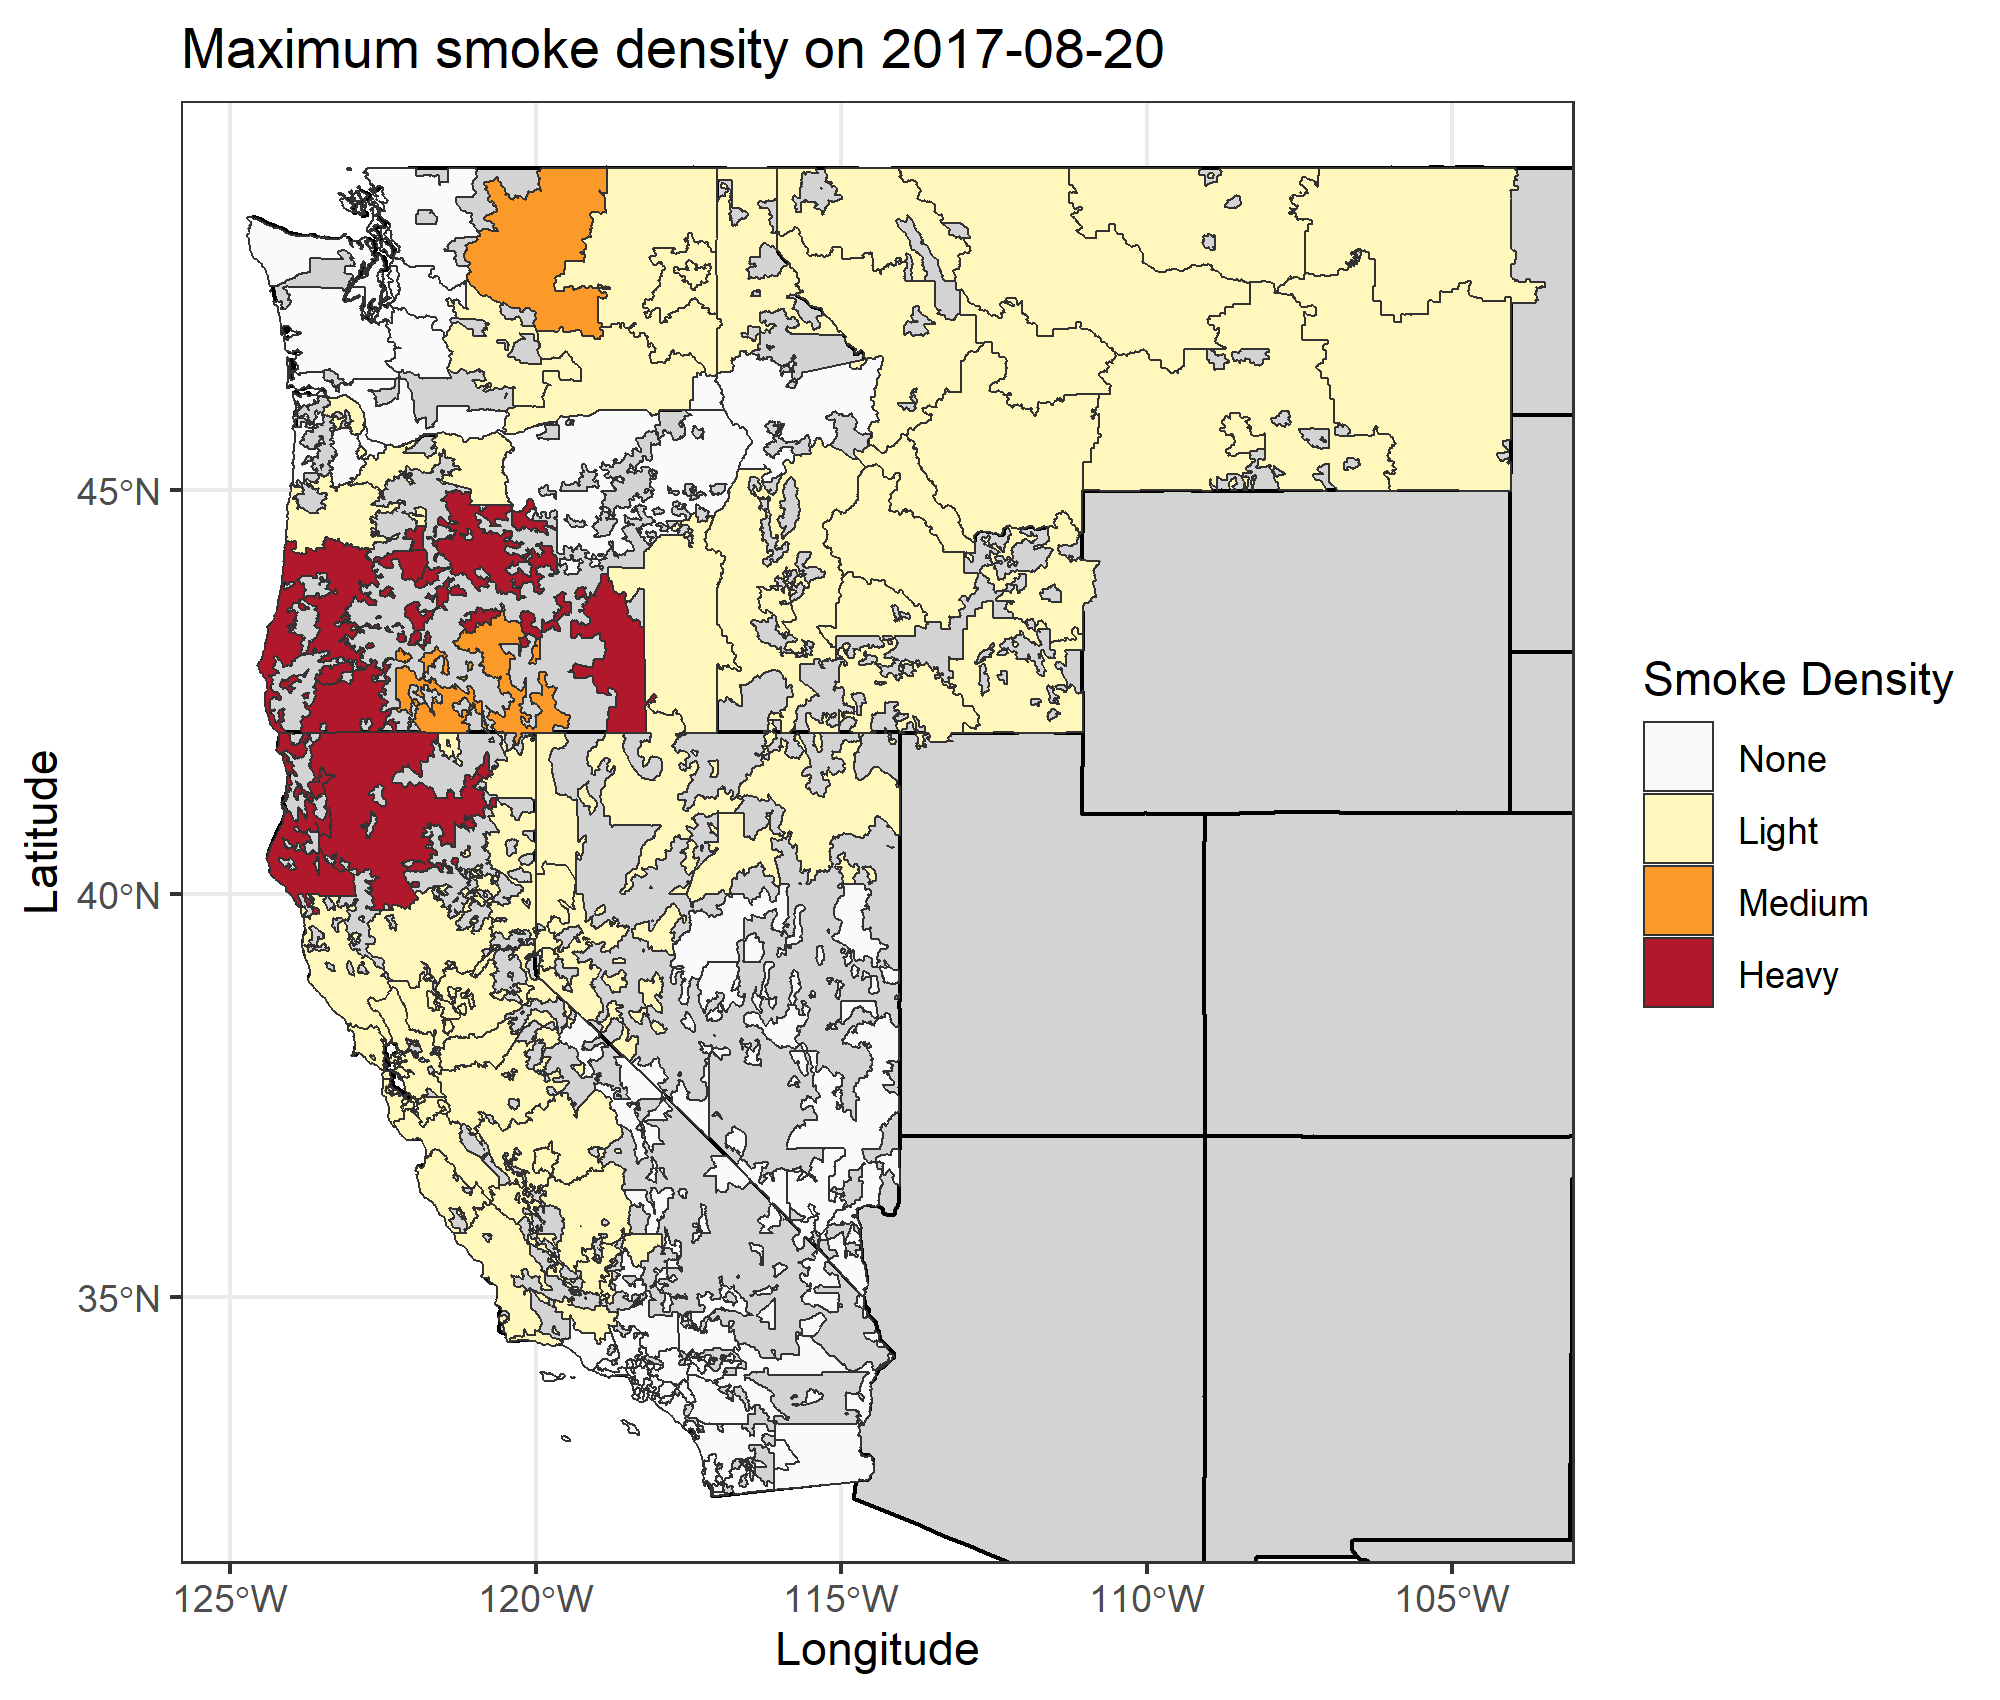 Maximum smoke density on 2017-08-20
Latitude
45°N
40°N
35°N
125°W
120°W
115°W
110°W
105°W
Longitude
Smoke Density
None
Light
Medium
Heavy